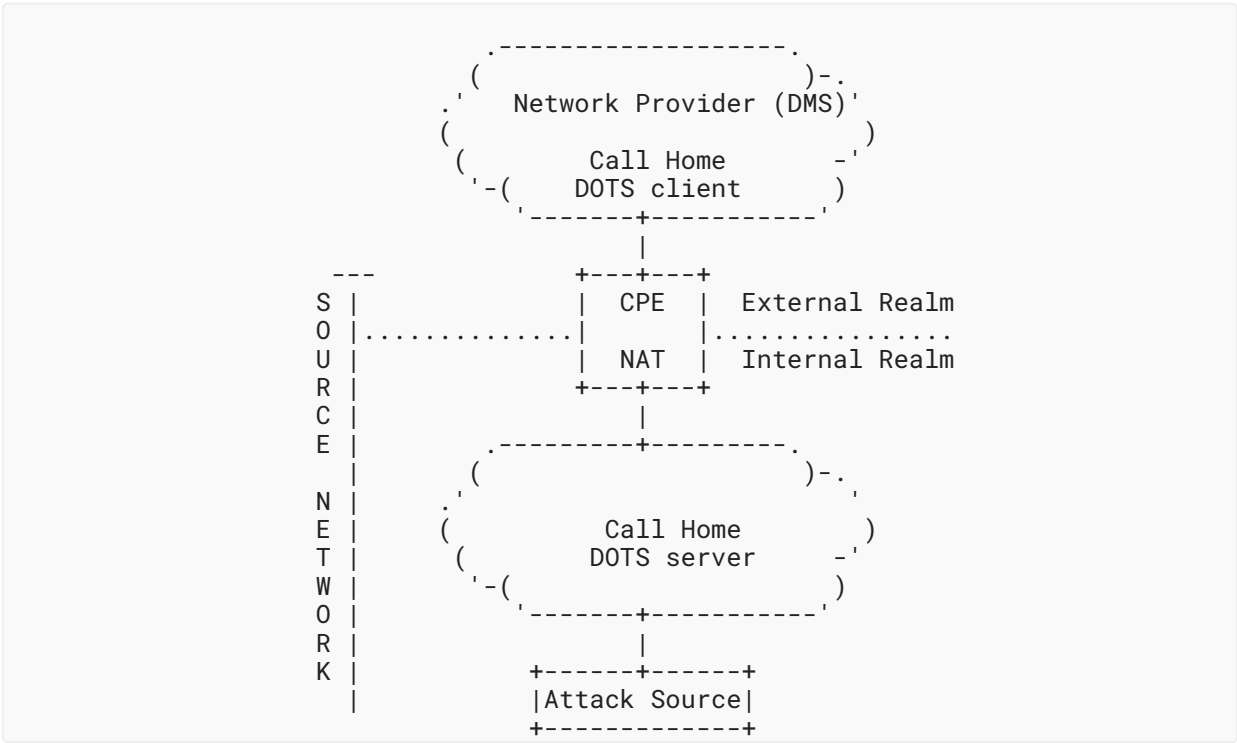 .-------------------.
               (                     )-.
             .'   Network Provider (DMS)'
             (                           )
              (        Call Home       -'
               '-(    DOTS client      )
                  '-------+-----------'
                          |
      ---             +---+---+
     S |              |  CPE  |  External Realm
     O |..............|       |................
     U |              |  NAT  |  Internal Realm
     R |              +---+---+
     C |                  |
     E |        .---------+---------.
       |       (                     )-.
     N |     .'                         '
     E |     (          Call Home        )
     T |      (        DOTS server     -'
     W |       '-(                     )
     O |          '-------+-----------'
     R |                  |
     K |           +------+------+
       |           |Attack Source|
                   +-------------+